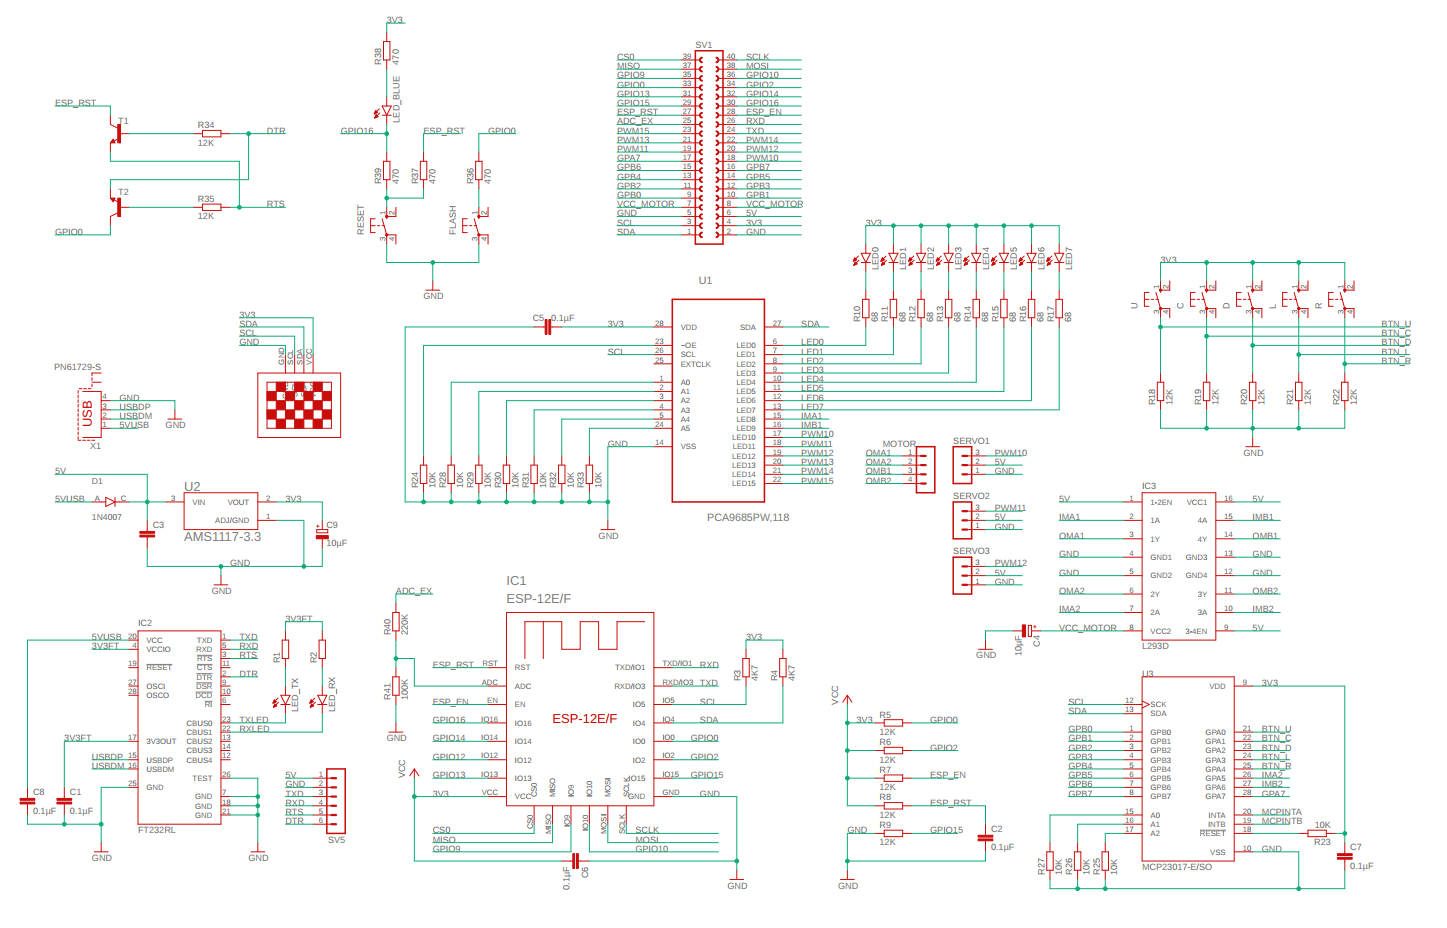 ESP_RST
T1
R34
12K
DTR
T2
R35
12K
RTS
GPIO0
3V3
R38
470
LED_BLUE
GPIO16
ESP_RST
GPIO0
R39
470
R37
470
R36
470
RESET
1
2
3
4
FLASH
1
2
3
4
GND
SV1
CS0 39 40 SCLK
MISO 37 38 MOSI
GPIO9 35 36 GPIO10
GPIO0 33 34 GPIO2
GPIO13 31 32 GPIO14
GPIO15 29 30 GPIO16
ESP_RST 27 28 ESP_EN
ADC_EX 25 26 RXD
PWM15 23 24 TXD
PWM13 21 22 PWM14
PWM11 19 20 PWM12
GPA7 17 18 PWM10
GPB6 15 16 GPB7
GPB4 13 14 GPB5
GPB2 11 12 GPB3
GPB0 9 10 GPB1
VCC_MOTOR 7 8 VCC_MOTOR
GND 5 6 5V
SCL 3 4 3V3
SDA 1 2 GND
3V3
SDA
SCL
GND
GND
SCL
SDA
VCC
PN61729-S
USB
X1
4 GND
3 USBDP
2 USBDM
1 5VUSB
GND
U1
C5 0.1µF
3V3 28 VDD SDA 27 SDA
23 ~OE LED0 6 LED0
SCL 26 SCL LED1 7 LED1
25 EXTCLK LED2 8 LED2
LED3 9 LED3
1 A0 LED4 10 LED4
2 A1 LED5 11 LED5
3 A2 LED6 12 LED6
4 A3 LED7 13 LED7
5 A4 LED8 15 IMA1
24 A5 LED9 16 IMB1
LED10 17 PWM10
GND 14 VSS LED11 18 PWM11
LED12 19 PWM12
LED13 20 PWM13
LED14 21 PWM14
LED15 22 PWM15
PCA9685PW,118
R24 10K
R28 10K
R29 10K
R30 10K
R31 10K
R32 10K
R33 10K
GND
3V3
LED0
LED1
LED2
LED3
LED4
LED5
LED6
LED7
R10 68
R11 68
R12 68
R13 68
R14 68
R15 68
R16 68
R17 68
3V3
U 1 2 3 4
C 1 2 3 4
D 1 2 3 4
L 1 2 3 4
R 1 2 3 4
BTN_U
BTN_C
BTN_D
BTN_L
BTN_R
R18 12K
R19 12K
R20 12K
R21 12K
R22 12K
GND
MOTOR
OMA1 1
OMA2 2
OMB1 3
OMB2 4
SERVO1
3 PWM10
2 5V
1 GND
SERVO2
3 PWM11
2 5V
1 GND
SERVO3
3 PWM12
2 5V
1 GND
IC3
5V 1 1-2EN VCC1 16 5V
IMA1 2 1A 4A 15 IMB1
OMA1 3 1Y 4Y 14 OMB1
GND 4 GND1 GND3 13 GND
GND 5 GND2 GND4 12 GND
OMA2 6 2Y 3Y 11 OMB2
IMA2 7 2A 3A 10 IMB2
VCC_MOTOR 8 VCC2 3-4EN 9 5V
L293D
10µF
C4
GND
5V
D1
5VUSB A C
1N4007
C3
U2
3 VIN VOUT 2 3V3
ADJ/GND 1
AMS1117-3.3
C9
10µF
GND
GND
IC2
5VUSB 20 VCC TXD 1 TXD
3V3FT 4 VCCIO RXD 5 RXD
RTS 3 RTS
19 RESET CTS 11
DTR 2 DTR
27 OSCI DSR 9
28 OSCO DCD 10
RI 6
CBUS0 23 TXLED
CBUS1 22 RXLED
3V3FT 17 3V3OUT CBUS2 13
CBUS3 14
USBDP 15 USBDP CBUS4 12
USBDM 16 USBDM
TEST 26
25 GND
GND 7
GND 18
GND 21
FT232RL
C8
0.1µF
C1
0.1µF
GND
GND
3V3FT
R1
R2
LED_TX
LED_RX
5V 1
GND 2
TXD 3
RXD 4
RTS 5
DTR 6
SV5
ADC_EX
R40
220K
R41
100K
GND
IC1
ESP-12E/F
ESP-12E/F
ESP_RST RST RST TXD/IO1 TXD/IO1 RXD
ADC ADC RXD/IO3 RXD/IO3 TXD
ESP_EN EN EN IO5 IO5 SCL
GPIO16 IO16 IO16 IO4 IO4 SDA
GPIO14 IO14 IO14 IO0 IO0 GPIO0
GPIO12 IO12 IO12 IO2 IO2 GPIO2
GPIO13 IO13 IO13 IO15 IO15 GPIO15
3V3 VCC VCC GND GND GND
CS0
MISO
IO9
IO10
MOSI
SCLK
CS0
MISO
IO9
IO10
MOSI
SCLK
VCC
CS0
MISO
GPIO9
SCLK
MOSI
GPIO10
0.1µF
C6
GND
3V3
R3
4K7
R4
4K7
VCC
3V3
R5
12K
GPIO0
R6
12K
GPIO2
R7
12K
ESP_EN
R8
12K
ESP_RST
GND
R9
12K
GPIO15
C2
0.1µF
GND
U3
VDD 9 3V3
SCL 12 SCK
SDA 13 SDA
GPB0 1 GPB0 GPA0 21 BTN_U
GPB1 2 GPB1 GPA1 22 BTN_C
GPB2 3 GPB2 GPA2 23 BTN_D
GPB3 4 GPB3 GPA3 24 BTN_L
GPB4 5 GPB4 GPA4 25 BTN_R
GPB5 6 GPB5 GPA5 26 IMA2
GPB6 7 GPB6 GPA6 27 IMB2
GPB7 8 GPB7 GPA7 28 GPA7
15 A0 INTA 20 MCPINTA
16 A1 INTB 19 MCPINTB
17 A2 RESET 18
VSS 10 GND
MCP23017-E/SO
R27 10K
R26 10K
R25 10K
10K
R23
C7
0.1µF